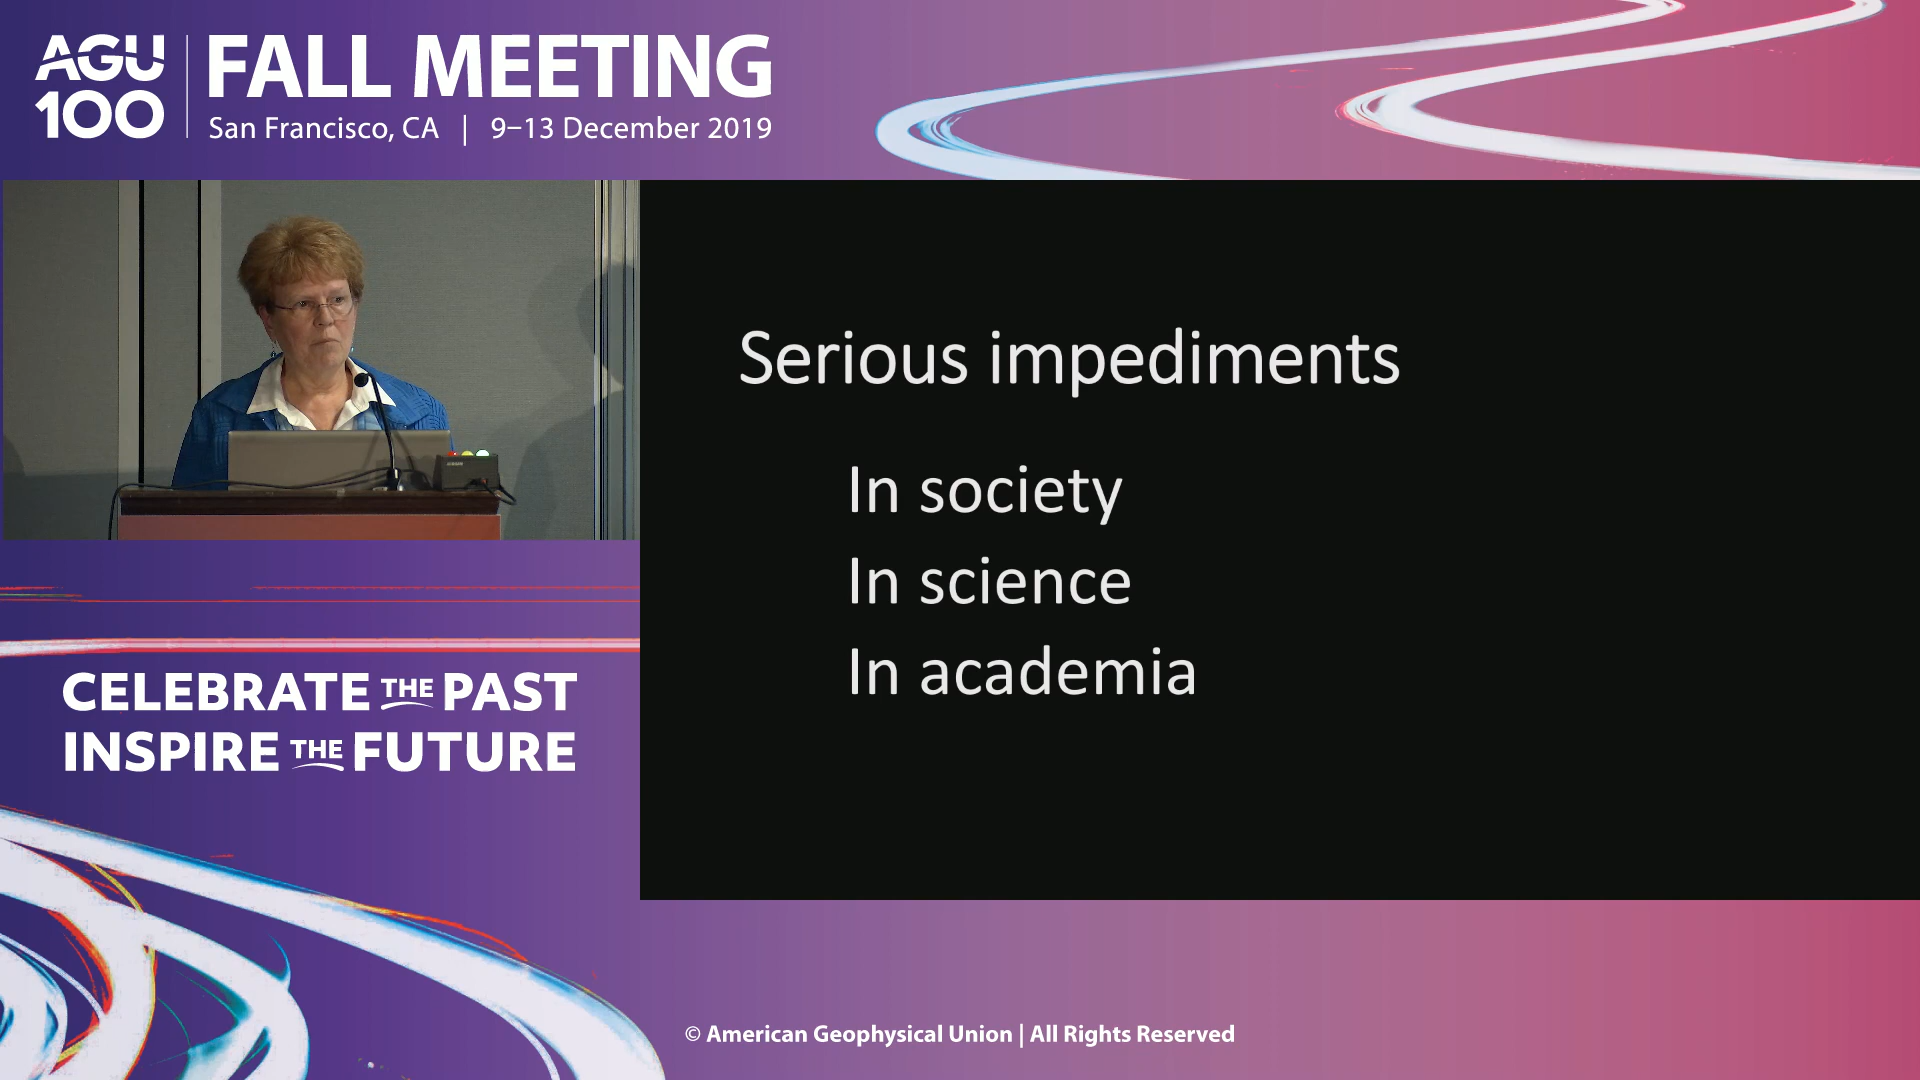 AGU
100
FALL MEETING
San Francisco, CA | 9–13 December 2019
Serious impediments
In society
In science
In academia
CELEBRATE THE PAST
INSPIRE THE FUTURE
© American Geophysical Union | All Rights Reserved